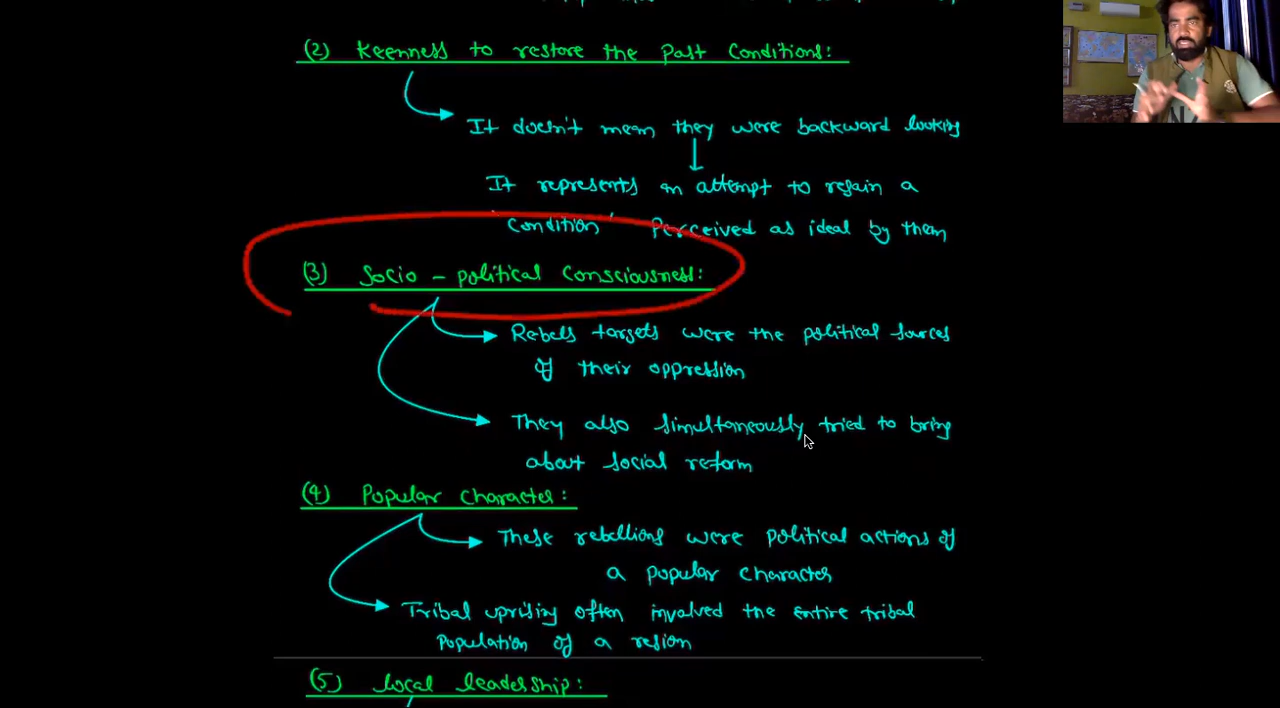 (2) Keenness to restore the Past Conditions:
It doesn't mean they were backward looking
It represents an attempt to regain a
'condition' Perceived as ideal by them
(3) Socio - political Consciousness:
Rebels targets were the political sources
of their oppression
They also simultaneously tried to bring
about social reform
(4) Popular Character:
These rebellions were political actions of
a popular character
Tribal uprising often involved the entire tribal
Population of a region
(5) local leadership: